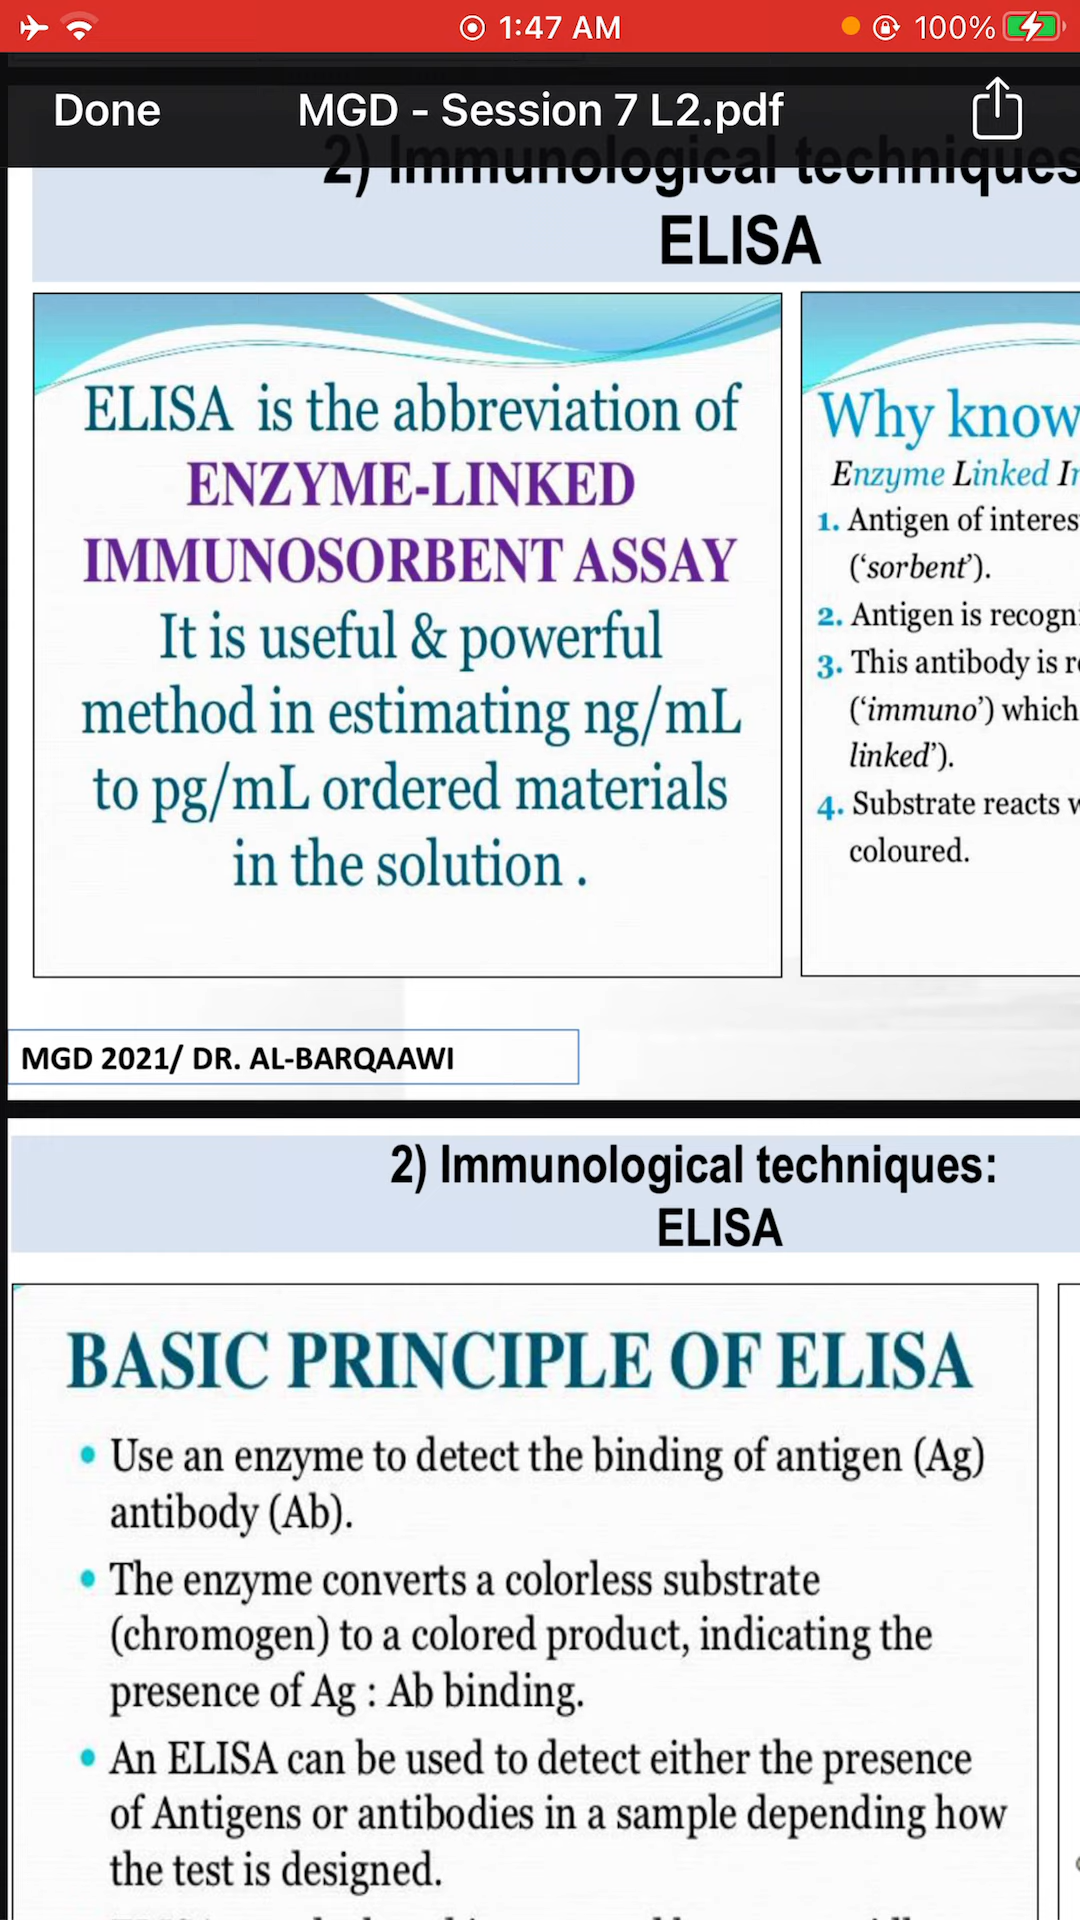 1:47 AM
100%
Done
MGD - Session 7 L2.pdf
2) Immunological techniques
ELISA
ELISA is the abbreviation of
ENZYME-LINKED
IMMUNOSORBENT ASSAY
It is useful & powerful
method in estimating ng/mL
to pg/mL ordered materials
in the solution .
Why know
Enzyme Linked
1. Antigen of
('sorbent').
2. Antigen is
3. This antibody is
('immuno') which
linked').
4. Substrate reacts
coloured.
MGD 2021/ DR. AL-BARQAAWI
2) Immunological techniques:
ELISA
BASIC PRINCIPLE OF ELISA
• Use an enzyme to detect the binding of antigen (Ag)
antibody (Ab).
• The enzyme converts a colorless substrate
(chromogen) to a colored product, indicating the
presence of Ag : Ab binding.
• An ELISA can be used to detect either the presence
of Antigens or antibodies in a sample depending how
the test is designed.